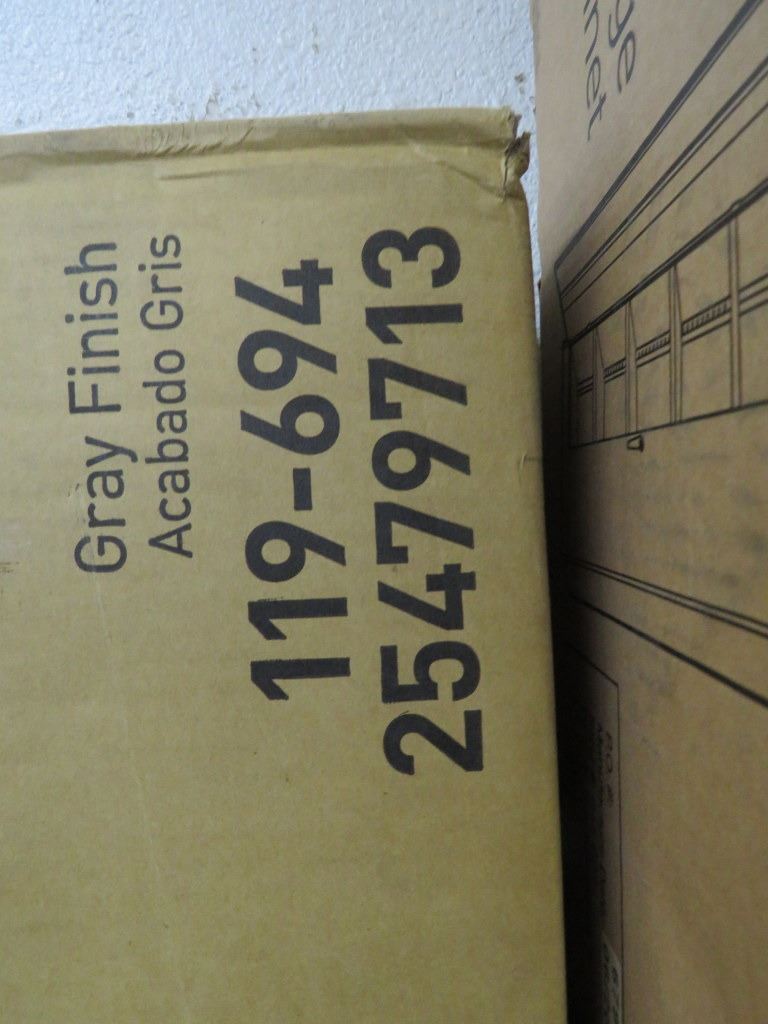 Gray Finish
Acabado Gris
119-694
25479713